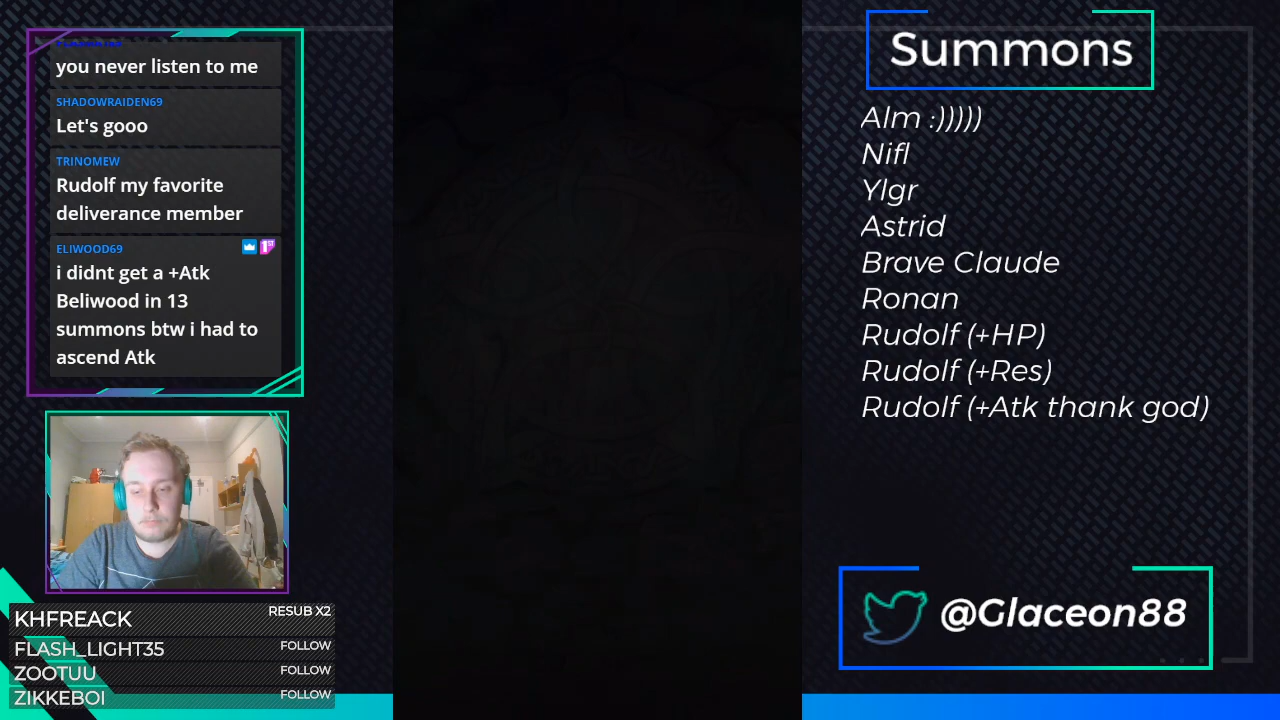 you never listen to me
SHADOWRAIDEN69
Let's gooo
TRINOMEW
Rudolf my favorite
deliverance member
ELIWOOD69
i didnt get a +Atk
Beliwood in 13
summons btw i had to
ascend Atk
KHFREACK RESUB X2
FLASH_LIGHT35 FOLLOW
ZOOTUU FOLLOW
ZIKKEBOI FOLLOW
Summons
Alm :)))))
Nifl
Ylgr
Astrid
Brave Claude
Ronan
Rudolf (+HP)
Rudolf (+Res)
Rudolf (+Atk thank god)
@Glaceon88